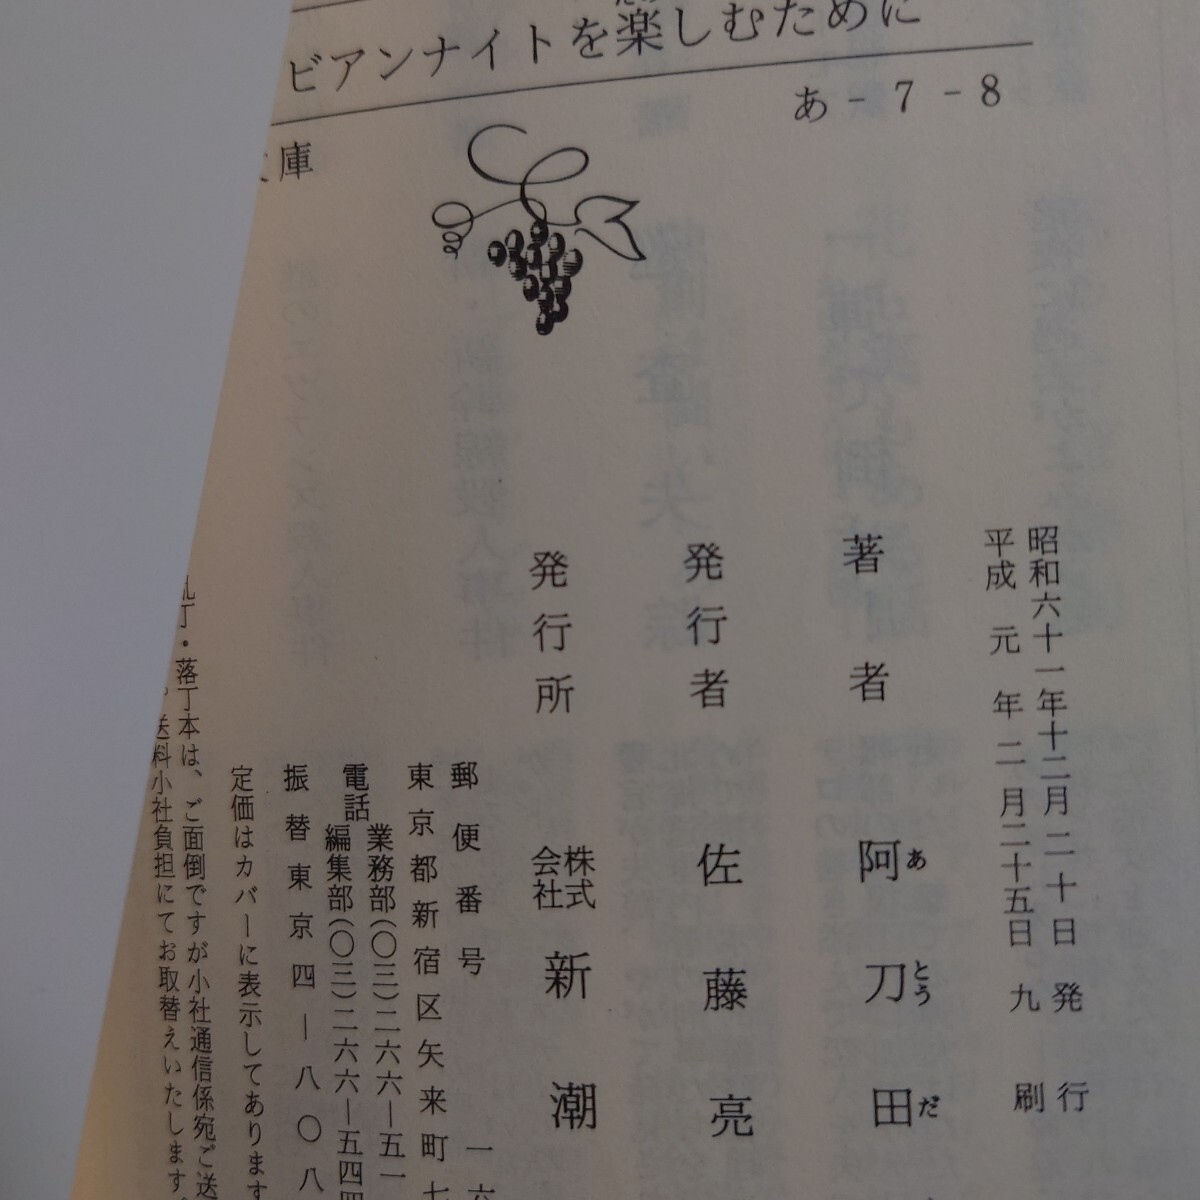 ビアンナイトを楽しむために
あ-7-8
文庫
昭和六十一年十二月二十日 発行
平成 元 年 二 月二十五日 九刷
著者 阿刀田
あとうだ
発行者 佐藤亮
発行所 株式会社 新潮
郵便番号 一六
東京都新宿区矢来町七
電話 業務部(〇三)二六六―五一
編集部(〇三)二六六―五四
振替東京四―八〇八
定価はカバーに表示してあります
乱丁・落丁本は、ご面倒ですが小社通信係宛ご送
。送料小社負担にてお取替えいたします。